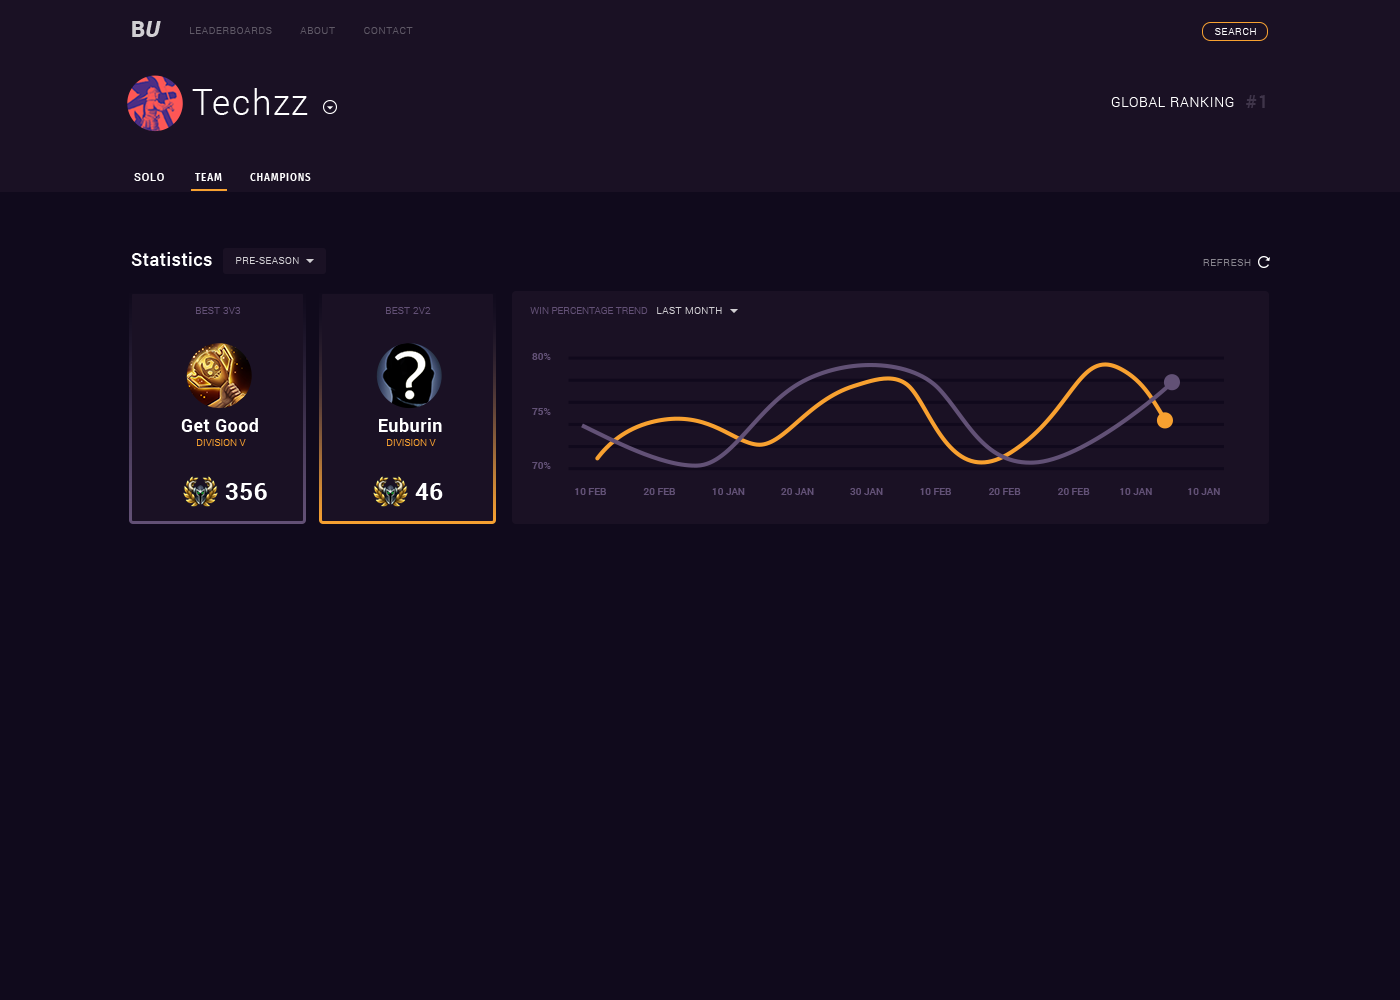 BU LEADERBOARDS ABOUT CONTACT SEARCH
Techzz GLOBAL RANKING #1
SOLO TEAM CHAMPIONS
Statistics PRE-SEASON REFRESH
BEST 3V3
Get Good
DIVISION V
356
BEST 2V2
?
Euburin
DIVISION V
46
WIN PERCENTAGE TREND LAST MONTH
80%
75%
70%
10 FEB 20 FEB 10 JAN 20 JAN 30 JAN 10 FEB 20 FEB 20 FEB 10 JAN 10 JAN